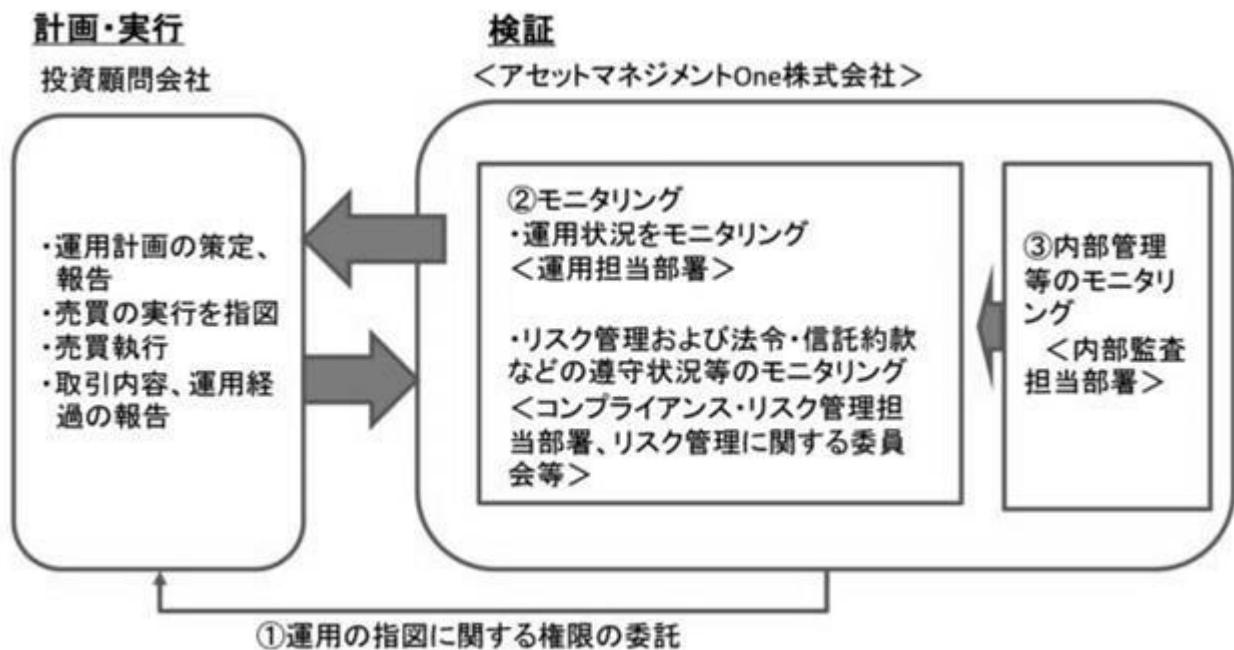 計画・実行
投資顧問会社
・運用計画の策定、
報告
・売買の実行を指図
・売買執行
・取引内容、運用経
過の報告
検証
＜アセットマネジメントOne株式会社＞
②モニタリング
・運用状況をモニタリング
＜運用担当部署＞
・リスク管理および法令・信託約款
などの遵守状況等のモニタリング
＜コンプライアンス・リスク管理担
当部署、リスク管理に関する委員
会等＞
③内部管理
等のモニタリ
ング
＜内部監査
担当部署＞
①運用の指図に関する権限の委託